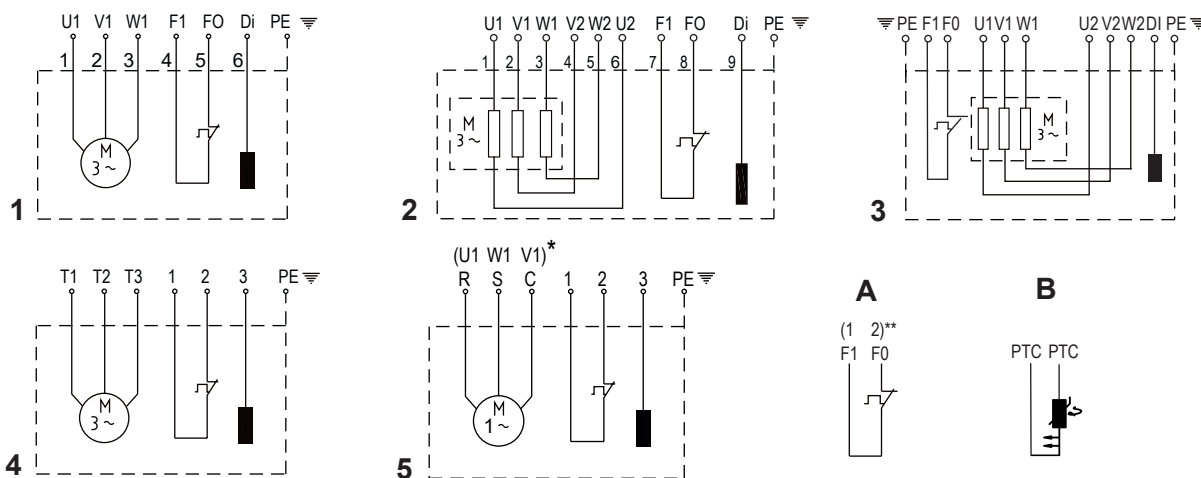 U1 V1 W1 F1 FO Di PE
1 2 3 4 5 6
M
3~
1
U1 V1 W1 V2 W2 U2 F1 FO Di PE
1 2 3 4 5 6 7 8 9
M
3~
2
PE F1 F0 U1 V1 W1 U2 V2 W2 DI PE
M
3~
3
T1 T2 T3 1 2 3 PE
M
3~
4
(U1 W1 V1)*
R S C 1 2 3 PE
M
1~
5
A
(1 2)**
F1 F0
B
PTC PTC